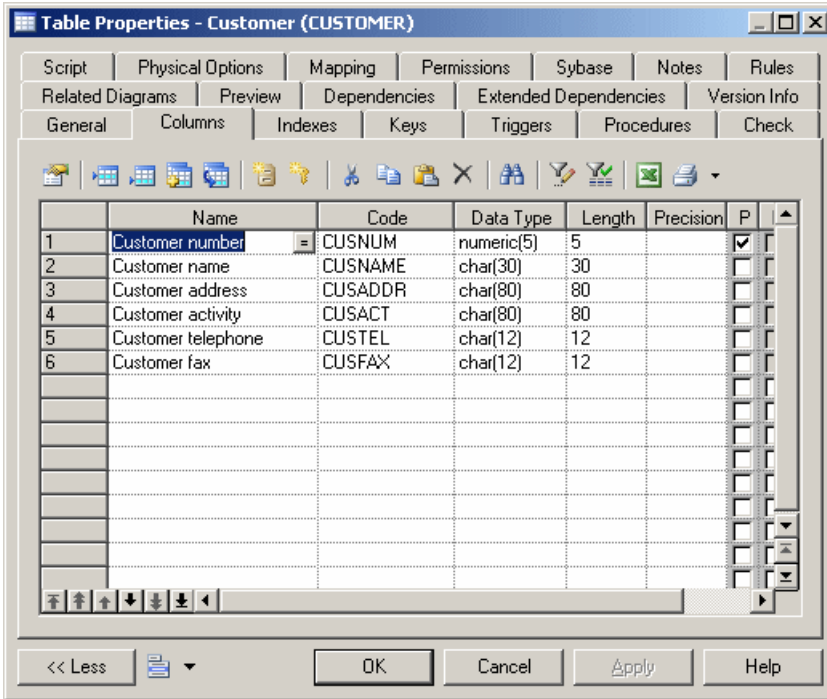 Table Properties - Customer (CUSTOMER)
Script Physical Options Mapping Permissions Sybase Notes Rules
Related Diagrams Preview Dependencies Extended Dependencies Version Info
General Columns Indexes Keys Triggers Procedures Check
Name Code Data Type Length Precision P
1 Customer number = CUSNUM numeric(5) 5
2 Customer name CUSNAME char(30) 30
3 Customer address CUSADDR char(80) 80
4 Customer activity CUSACT char(80) 80
5 Customer telephone CUSTEL char(12) 12
6 Customer fax CUSFAX char(12) 12
<< Less OK Cancel Apply Help